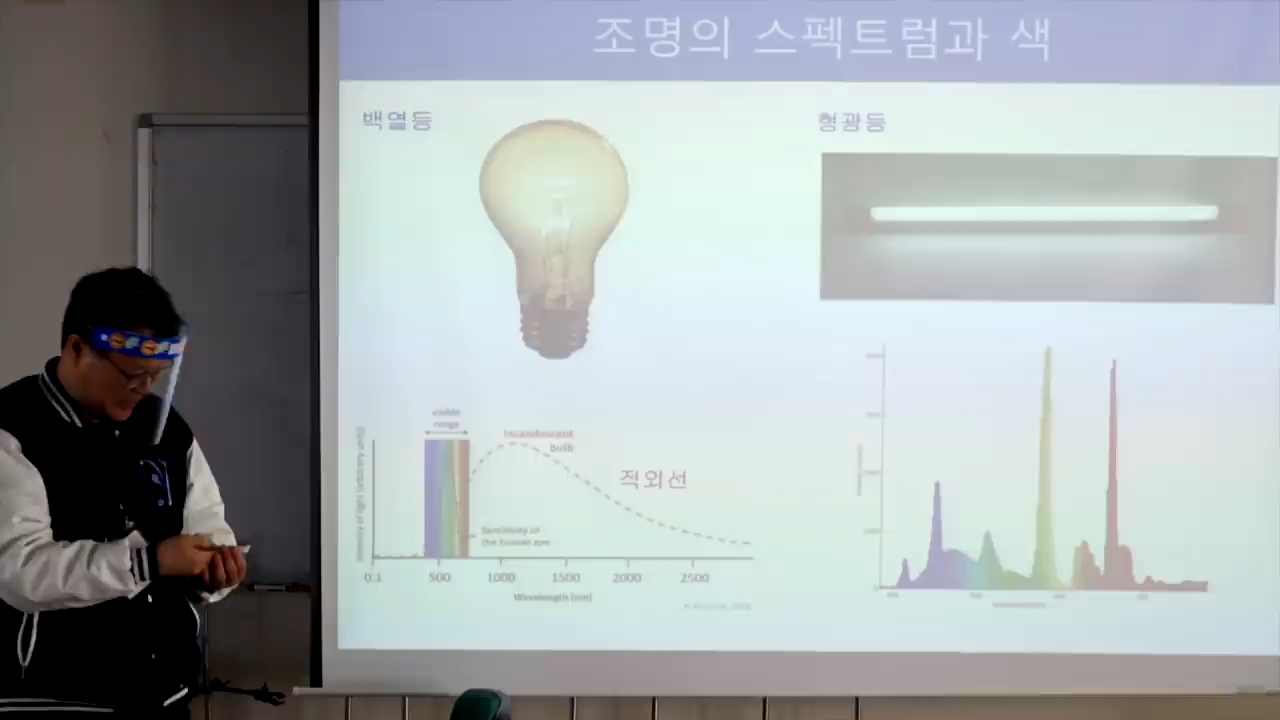 조명의 스펙트럼과 색
백열등
형광등
visible
range
Incandescent
bulb
적외선
Sensitivity of
the human eye
0.1 500 1000 1500 2000 2500
Wavelength (nm)